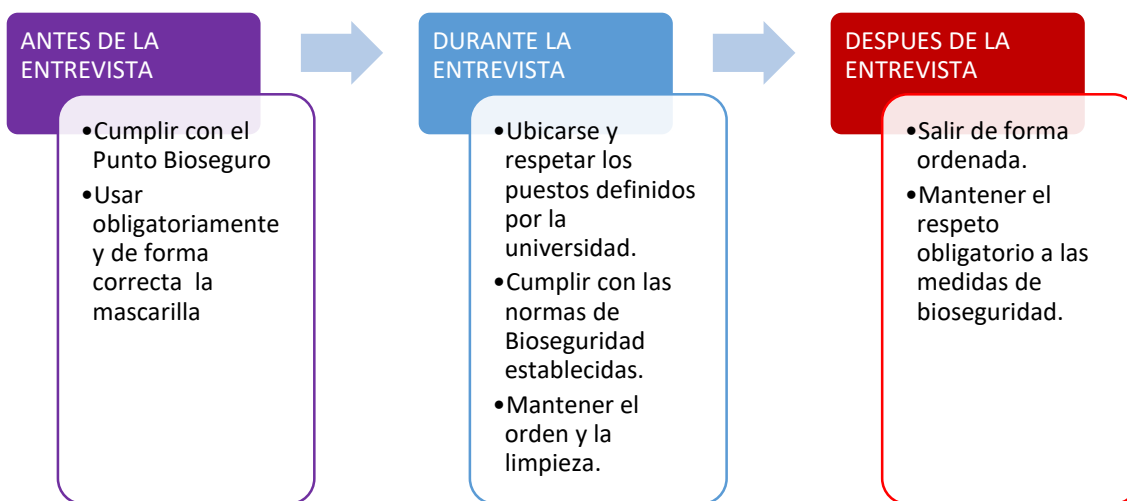 ANTES DE LA
ENTREVISTA
•Cumplir con el
Punto Bioseguro
•Usar
obligatoriamente
y de forma
correcta la
mascarilla
DURANTE LA
ENTREVISTA
•Ubicarse y
respetar los
puestos definidos
por la
universidad.
•Cumplir con las
normas de
Bioseguridad
establecidas.
•Mantener el
orden y la
limpieza.
DESPUES DE LA
ENTREVISTA
•Salir de forma
ordenada.
•Mantener el
respeto
obligatorio a las
medidas de
bioseguridad.